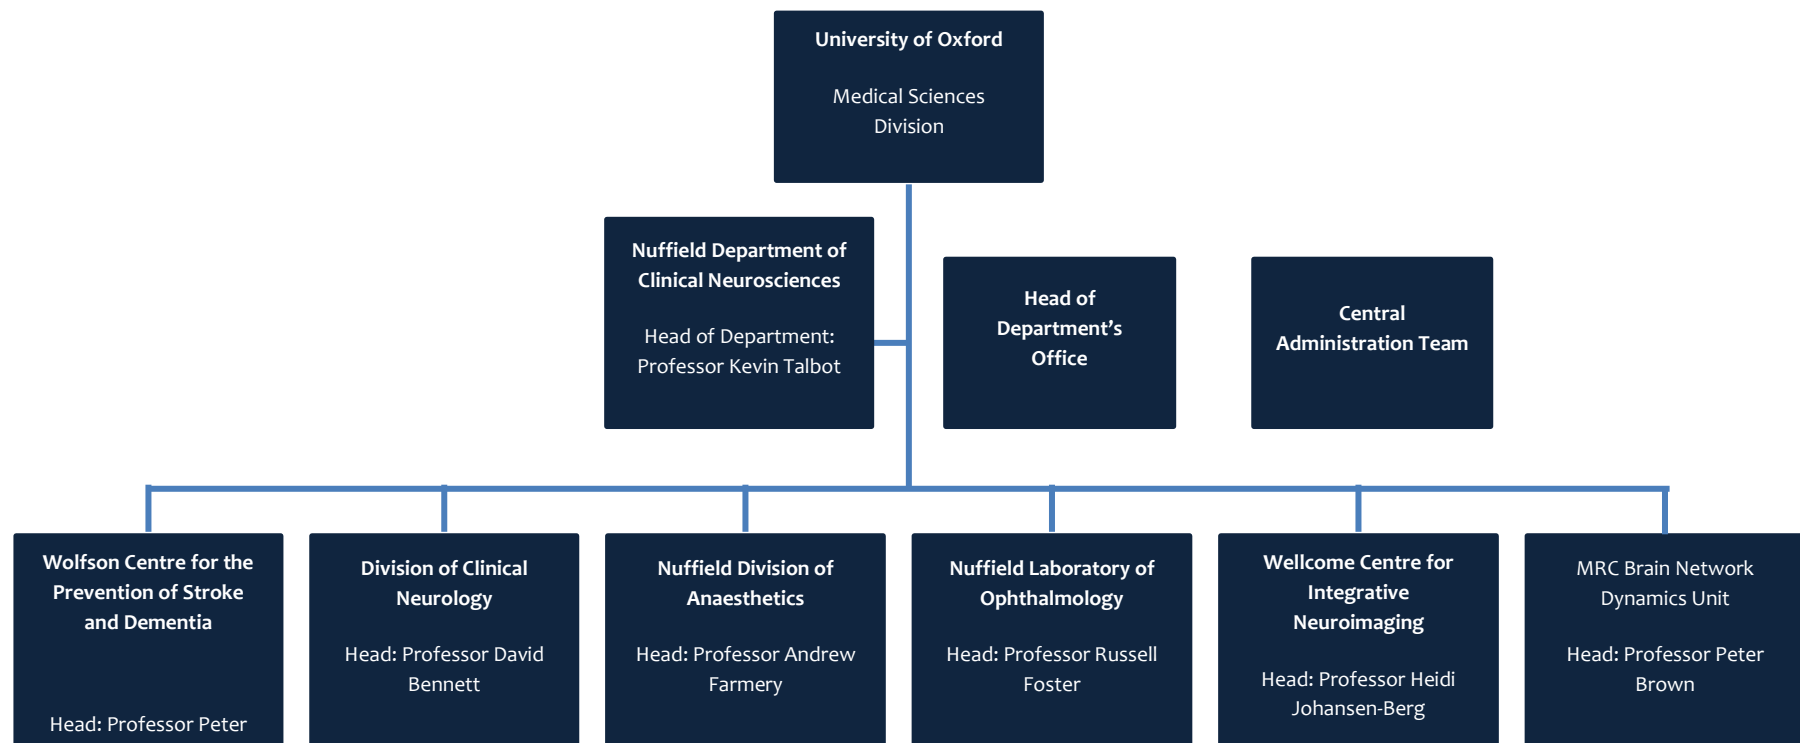 University of Oxford
Medical Sciences
Division
Nuffield Department of
Clinical Neurosciences
Head of Department:
Professor Kevin Talbot
Head of
Department’s
Office
Central
Administration Team
Wolfson Centre for the
Prevention of Stroke
and Dementia
Head: Professor Peter
Division of Clinical
Neurology
Head: Professor David
Bennett
Nuffield Division of
Anaesthetics
Head: Professor Andrew
Farmery
Nuffield Laboratory of
Ophthalmology
Head: Professor Russell
Foster
Wellcome Centre for
Integrative
Neuroimaging
Head: Professor Heidi
Johansen-Berg
MRC Brain Network
Dynamics Unit
Head: Professor Peter
Brown